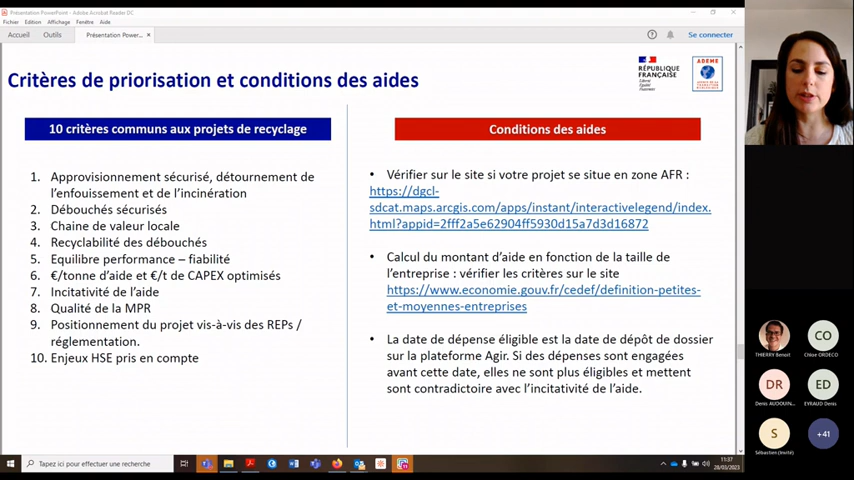 Présentation PowerPoint - Adobe Acrobat Reader DC
Fichier Edition Affichage Fenêtre Aide
Accueil Outils Présentation Power... ×
Se connecter
Critères de priorisation et conditions des aides
RÉPUBLIQUE
FRANÇAISE
Liberté
Égalité
Fraternité
ADEME
10 critères communs aux projets de recyclage
1. Approvisionnement sécurisé, détournement de
l'enfouissement et de l'incinération
2. Débouchés sécurisés
3. Chaine de valeur locale
4. Recyclabilité des débouchés
5. Equilibre performance – fiabilité
6. €/tonne d'aide et €/t de CAPEX optimisés
7. Incitativité de l'aide
8. Qualité de la MPR
9. Positionnement du projet vis-à-vis des REPs /
réglementation.
10. Enjeux HSE pris en compte
Conditions des aides
• Vérifier sur le site si votre projet se situe en zone AFR :
https://dgcl-
sdcat.maps.arcgis.com/apps/instant/interactivelegend/index.
html?appid=2fff2a5e62904ff5930d15a7d3d16872
• Calcul du montant d'aide en fonction de la taille de
l'entreprise : vérifier les critères sur le site
https://www.economie.gouv.fr/cedef/definition-petites-
et-moyennes-entreprises
• La date de dépense éligible est la date de dépôt de dossier
sur la plateforme Agir. Si des dépenses sont engagées
avant cette date, elles ne sont plus éligibles et mettent
sont contradictoire avec l'incitativité de l'aide.
THIERRY Benoit
CO
Chloe ORDECO
DR
Denis AUDOUIN...
ED
EYRAUD Denis
S
Sébastien (Invité)
+41
Tapez ici pour effectuer une recherche
11:37
28/03/2023